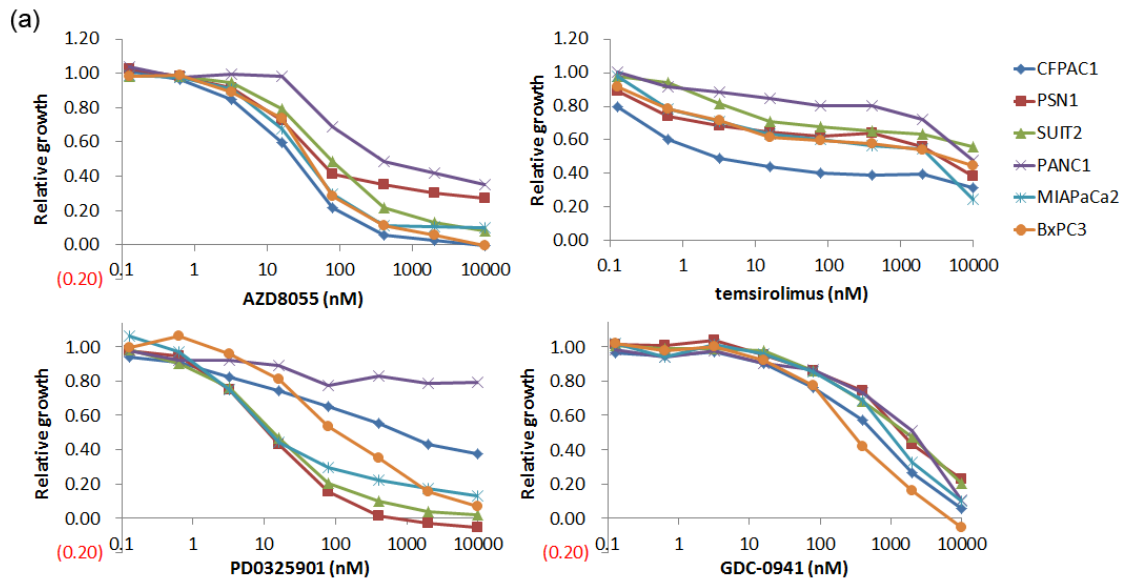 (a)
1.20
1.00
0.80
0.60
0.40
0.20
0.00
(0.20)
Relative growth
0.1 1 10 100 1000 10000
AZD8055 (nM)
1.20
1.00
0.80
0.60
0.40
0.20
0.00
Relative growth
0.1 1 10 100 1000 10000
temsirolimus (nM)
CFPAC1
PSN1
SUIT2
PANC1
MIAPaCa2
BxPC3
1.00
0.80
0.60
0.40
0.20
0.00
(0.20)
Relative growth
0.1 1 10 100 1000 10000
PD0325901 (nM)
1.00
0.80
0.60
0.40
0.20
0.00
(0.20)
Relative growth
0.1 1 10 100 1000 10000
GDC-0941 (nM)